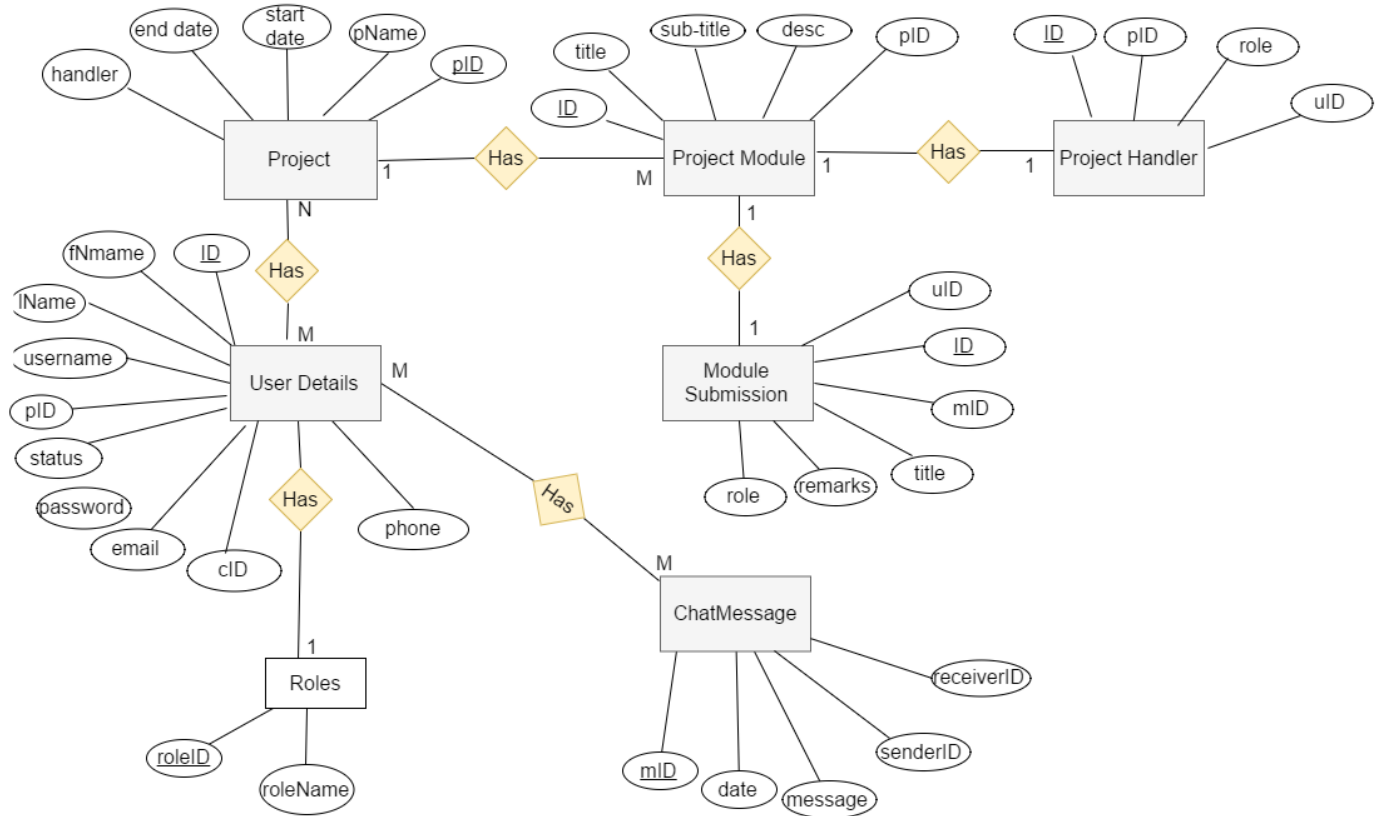 start
date
end date
pName
handler
pID
Project
1
N
Has
sub-title
desc
title
pID
ID
Project Module
M
1
1
Has
ID
pID
role
uID
Project Handler
1
Has
Has
1
uID
ID
mID
title
remarks
role
Module
Submission
fNmame
ID
lName
username
pID
status
password
email
cID
phone
User Details
M
M
Has
1
Roles
roleID
roleName
Has
M
ChatMessage
receiverID
senderID
message
date
mID